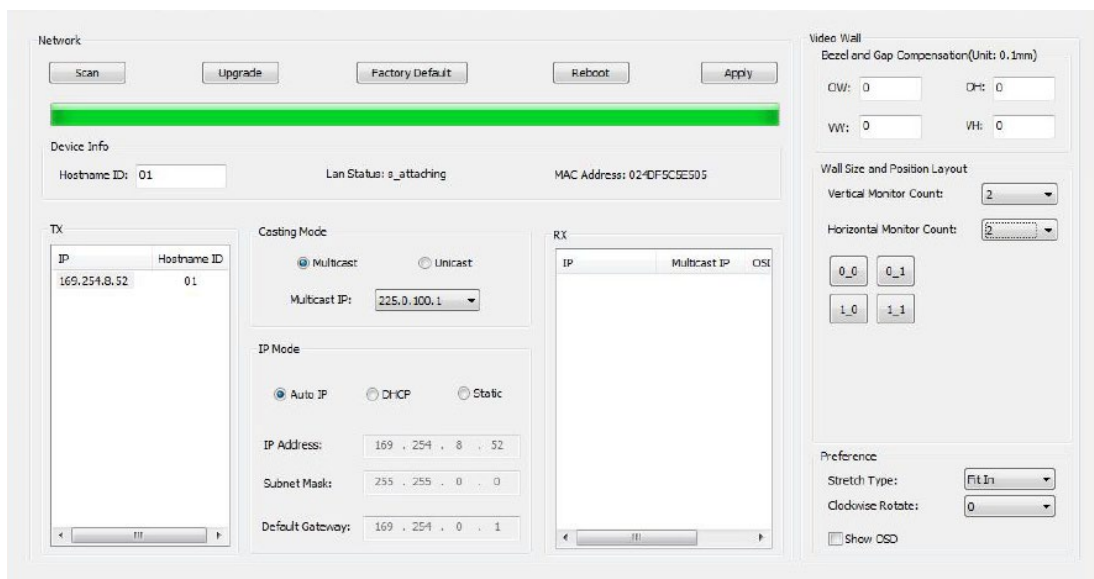 Network
Scan Upgrade Factory Default Reboot Apply
Device Info
Hostname ID: 01 Lan Status: s_attaching MAC Address: 024DF5C5E505
TX
IP Hostname ID
169.254.8.52 01
Casting Mode
Multicast Unicast
Multicast IP: 225.0.100.1
IP Mode
Auto IP DHCP Static
IP Address: 169 . 254 . 8 . 52
Subnet Mask: 255 . 255 . 0 . 0
Default Gateway: 169 . 254 . 0 . 1
RX
IP Multicast IP OSD
Video Wall
Bezel and Gap Compensation(Unit: 0.1mm)
OW: 0 OH: 0
VW: 0 VH: 0
Wall Size and Position Layout
Vertical Monitor Count: 2
Horizontal Monitor Count: 2
0_0 0_1
1_0 1_1
Preference
Stretch Type: Fit In
Clockwise Rotate: 0
Show OSD